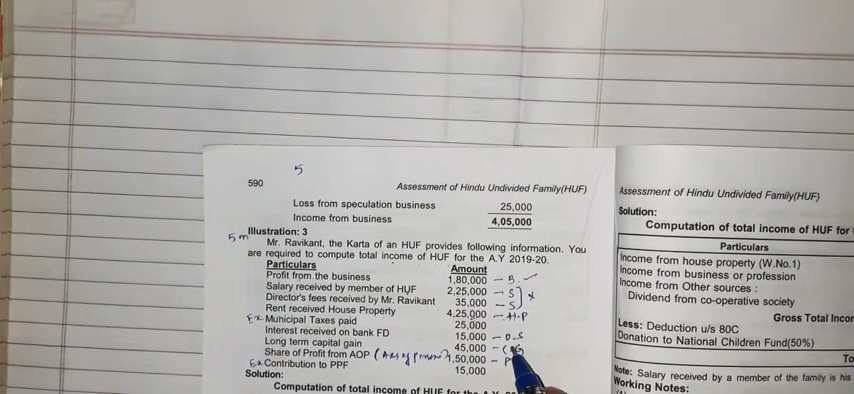 5
590
Assessment of Hindu Undivided Family(HUF)
Loss from speculation business 25,000
Income from business 4,05,000
Illustration: 3
5m
Mr. Ravikant, the Karta of an HUF provides following information. You
are required to compute total income of HUF for the A.Y 2019-20.
Particulars Amount
Profit from the business 1,80,000 – B. ✓
Salary received by member of HUF 2,25,000 – S
Director's fees received by Mr. Ravikant 35,000 – S
x
Rent received House Property 4,25,000 – H.P
Ex Municipal Taxes paid 25,000
Interest received on bank FD 15,000 – O.S
Long term capital gain 45,000 – CG
Share of Profit from AOP 1,50,000 – P
Ex Contribution to PPF 15,000
Solution:
Computation of total income of HUF for the A.Y
Assessment of Hindu Undivided Family(HUF)
Solution:
Computation of total income of HUF for
Particulars
Income from house property (W.No.1)
Income from business or profession
Income from Other sources :
Dividend from co-operative society
Gross Total
Less: Deduction u/s 80C
Donation to National Children Fund(50%)
Note: Salary received by a member of the family is his
Working Notes: